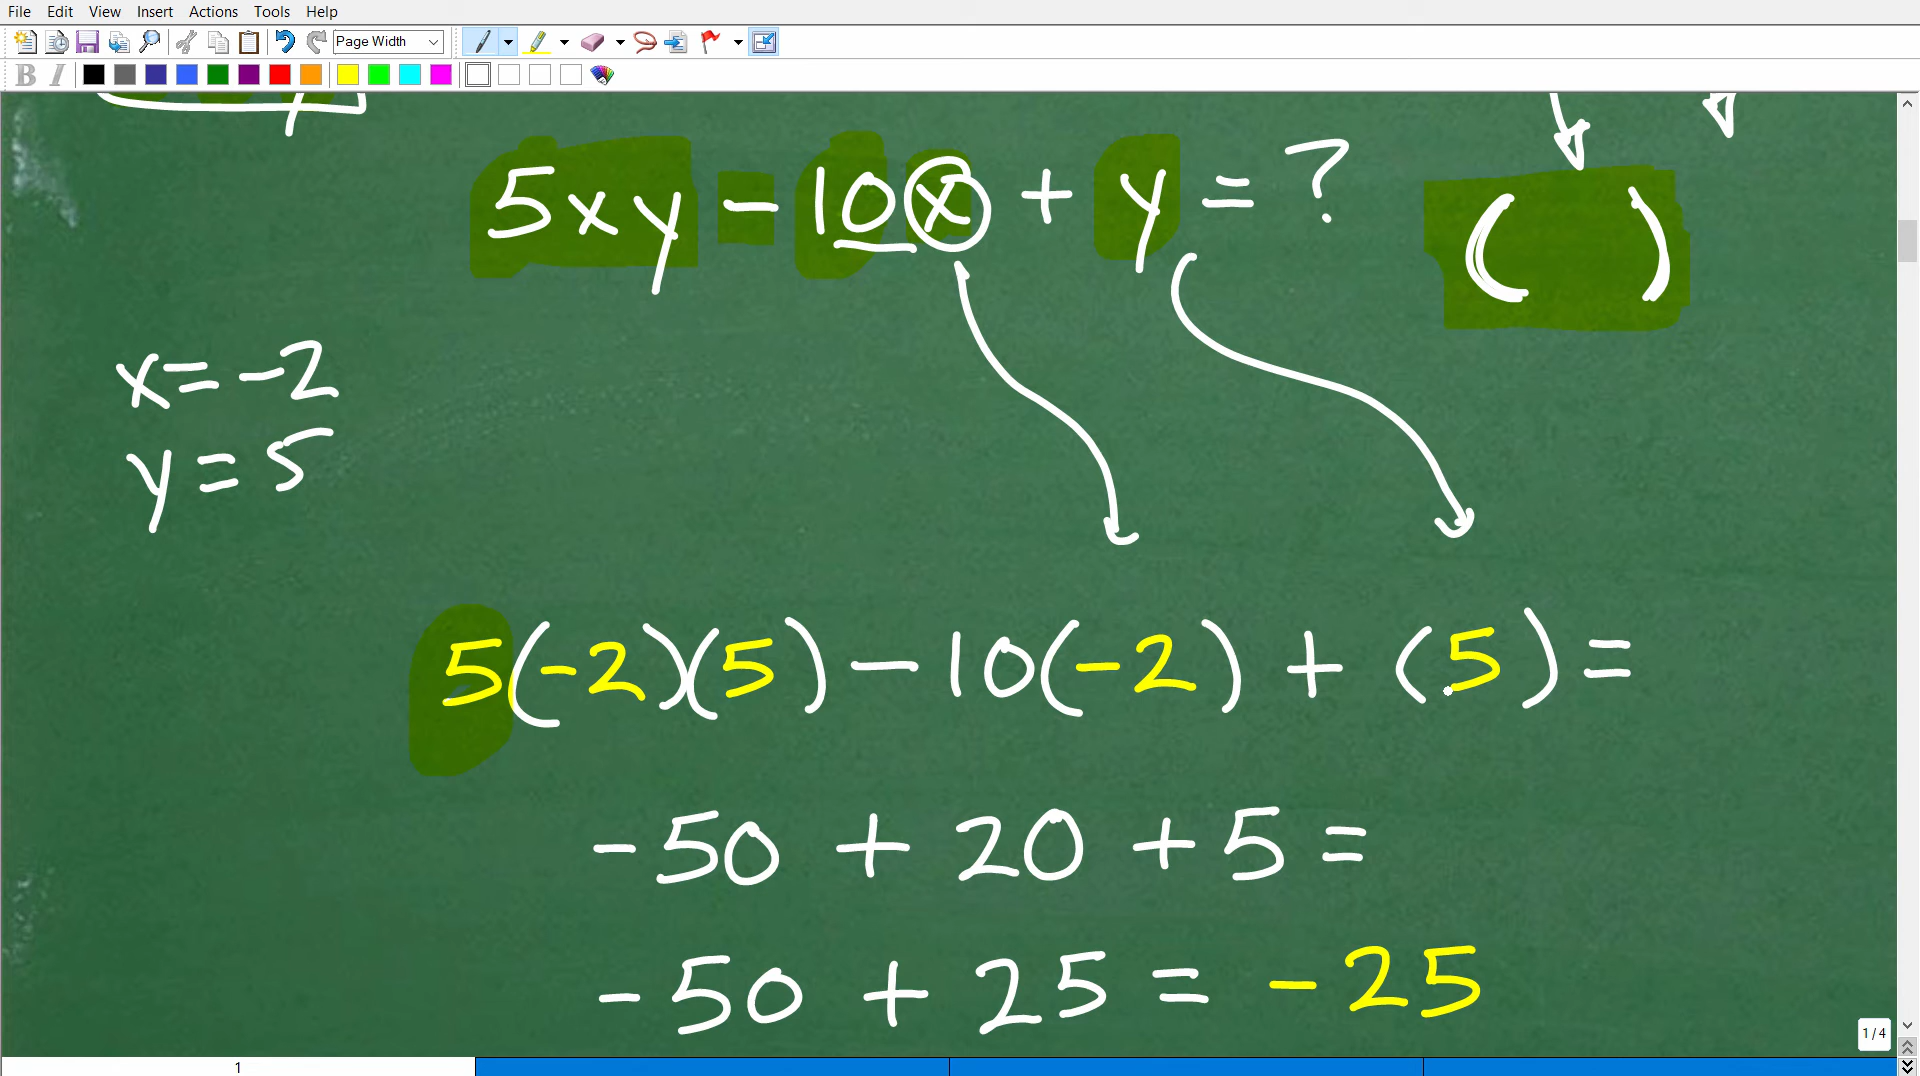 File Edit View Insert Actions Tools Help
Page Width
B I
5xy - 10x + y = ? ( )
x = -2
y = 5
5(-2)(5) - 10(-2) + (5) =
-50 + 20 + 5 =
-50 + 25 = -25
1 / 4
1